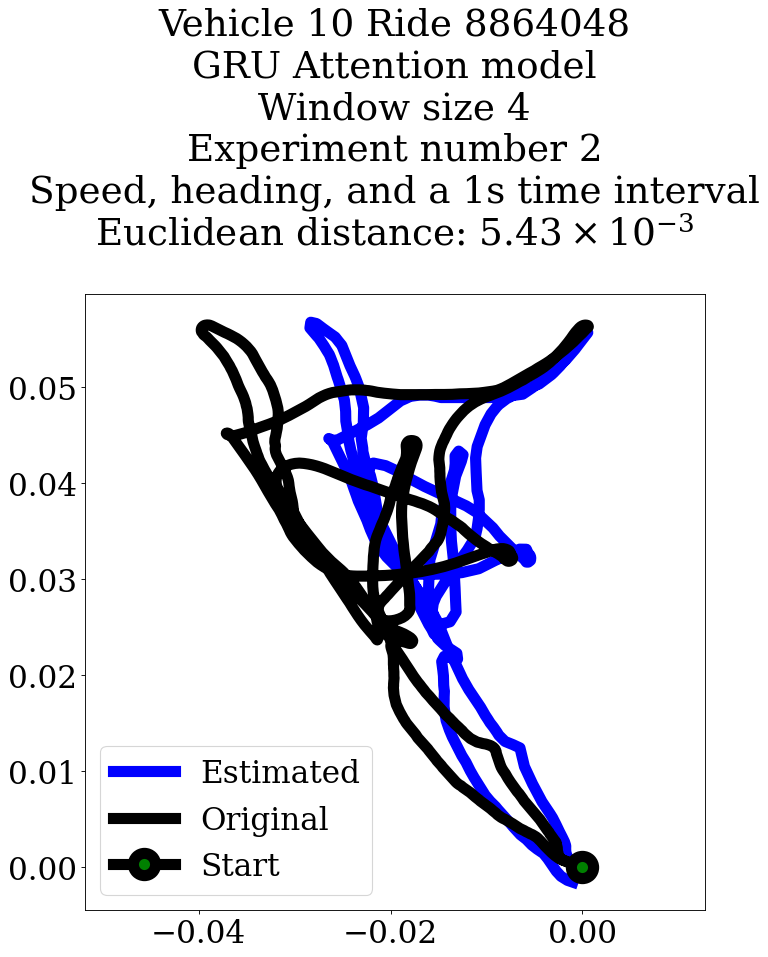 Vehicle 10 Ride 8864048
GRU Attention model
Window size 4
Experiment number 2
Speed, heading, and a 1s time interval
Euclidean distance: 5.43 × 10⁻³
0.05
0.04
0.03
0.02
0.01
0.00
Estimated
Original
Start
−0.04
−0.02
0.00